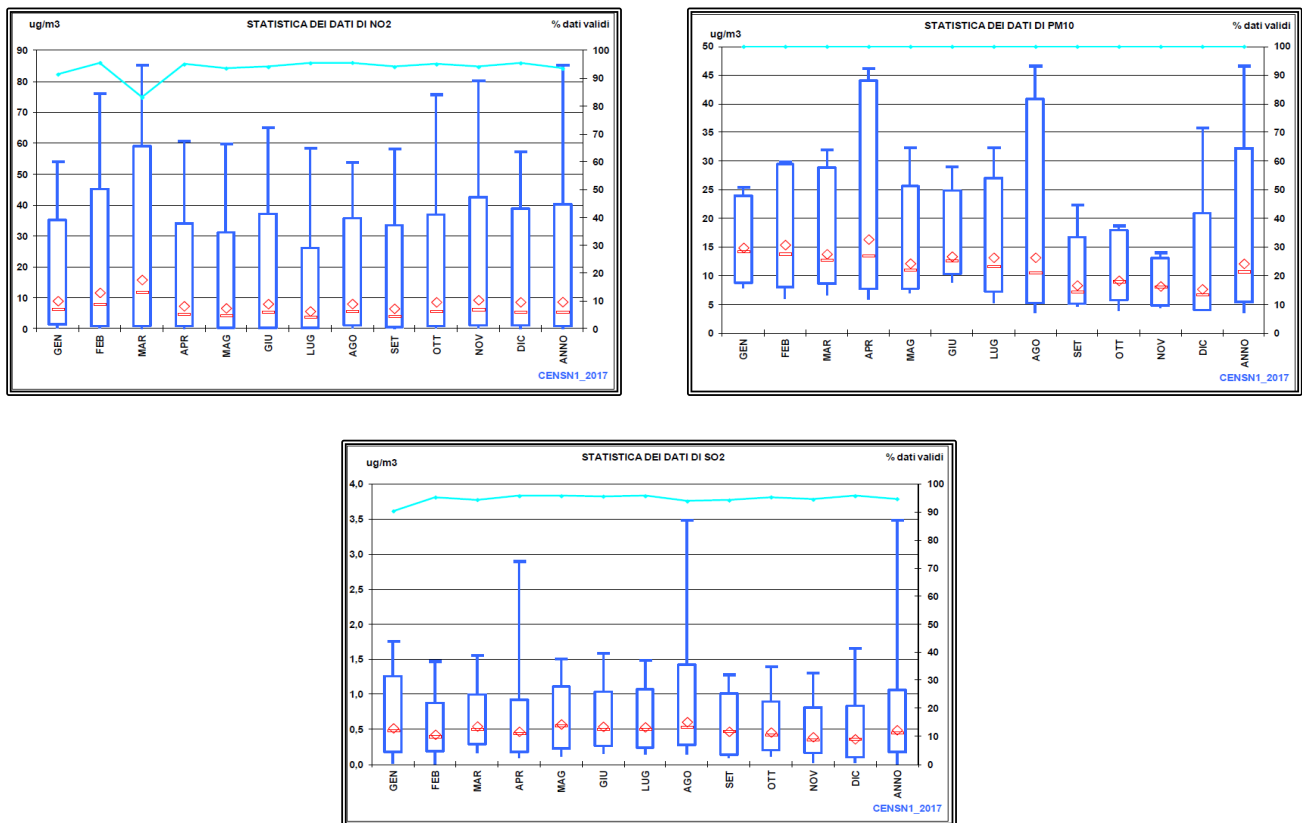 STATISTICA DEI DATI DI NO2
ug/m3 % dati validi
90 100
80 90
70 80
60 70
50 60
40 50
30 40
20 30
10 20
0 10
0
GEN FEB MAR APR MAG GIU LUG AGO SET OTT NOV DIC ANNO
CENSN1_2017
STATISTICA DEI DATI DI PM10
ug/m3 % dati validi
50 100
45 90
40 80
35 70
30 60
25 50
20 40
15 30
10 20
5 10
0 0
GEN FEB MAR APR MAG GIU LUG AGO SET OTT NOV DIC ANNO
CENSN1_2017
STATISTICA DEI DATI DI SO2
ug/m3 % dati validi
4,0 100
3,5 90
3,0 80
2,5 70
2,0 60
1,5 50
1,0 40
0,5 30
0,0 20
10
0
GEN FEB MAR APR MAG GIU LUG AGO SET OTT NOV DIC ANNO
CENSN1_2017